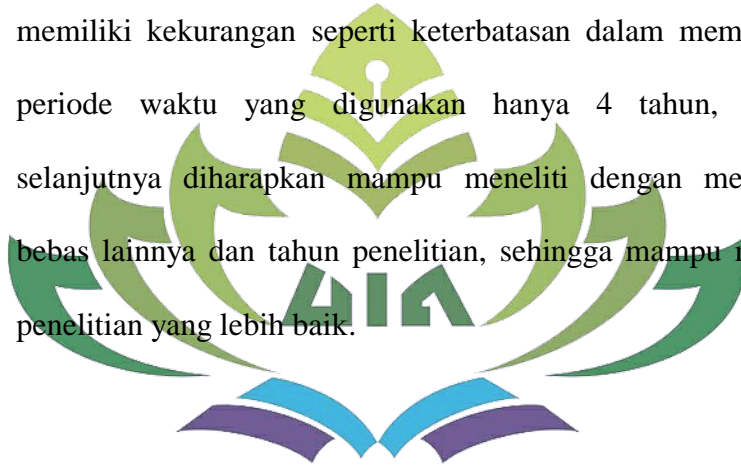 memiliki kekurangan seperti keterbatasan dalam mem
periode waktu yang digunakan hanya 4 tahun,
selanjutnya diharapkan mampu meneliti dengan me
bebas lainnya dan tahun penelitian, sehingga mampu
penelitian yang lebih baik.
UIN